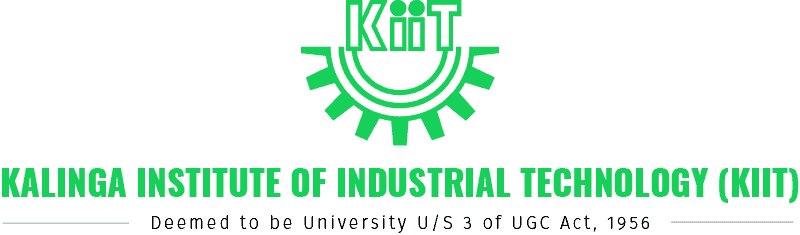 KiiT
KALINGA INSTITUTE OF INDUSTRIAL TECHNOLOGY (KIIT)
Deemed to be University U/S 3 of UGC Act, 1956